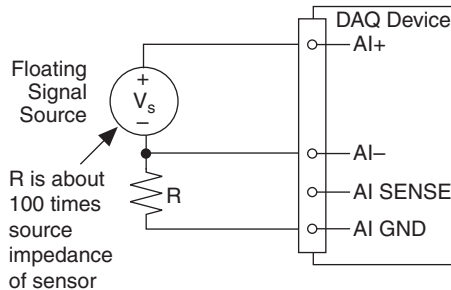 DAQ Device
AI+
Floating
Signal
Source
+
Vs
–
AI–
R is about
100 times
source
impedance
of sensor
R
AI SENSE
AI GND